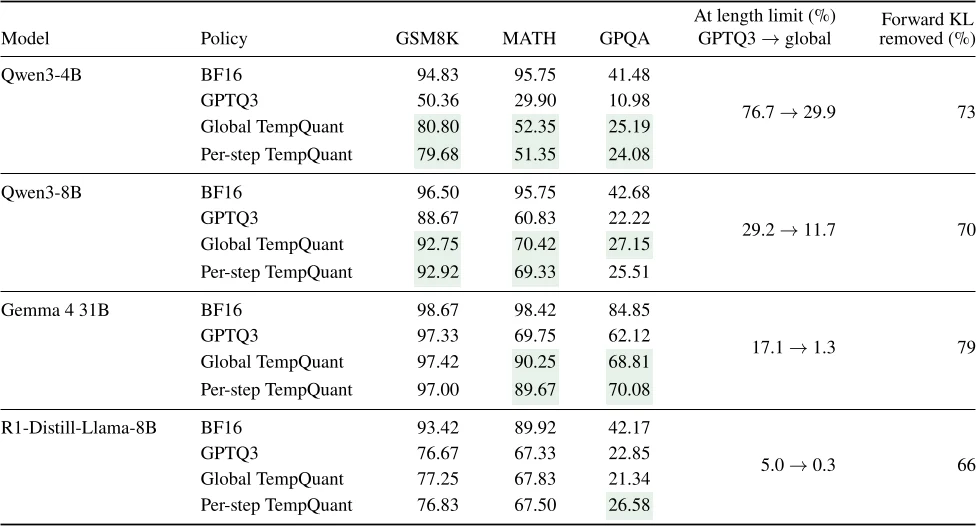 Model Policy GSM8K MATH GPQA At length limit (%) GPTQ3 → global Forward KL removed (%)
Qwen3-4B BF16 94.83 95.75 41.48
GPTQ3 50.36 29.90 10.98 76.7 → 29.9 73
Global TempQuant 80.80 52.35 25.19
Per-step TempQuant 79.68 51.35 24.08
Qwen3-8B BF16 96.50 95.75 42.68
GPTQ3 88.67 60.83 22.22 29.2 → 11.7 70
Global TempQuant 92.75 70.42 27.15
Per-step TempQuant 92.92 69.33 25.51
Gemma 4 31B BF16 98.67 98.42 84.85
GPTQ3 97.33 69.75 62.12 17.1 → 1.3 79
Global TempQuant 97.42 90.25 68.81
Per-step TempQuant 97.00 89.67 70.08
R1-Distill-Llama-8B BF16 93.42 89.92 42.17
GPTQ3 76.67 67.33 22.85 5.0 → 0.3 66
Global TempQuant 77.25 67.83 21.34
Per-step TempQuant 76.83 67.50 26.58